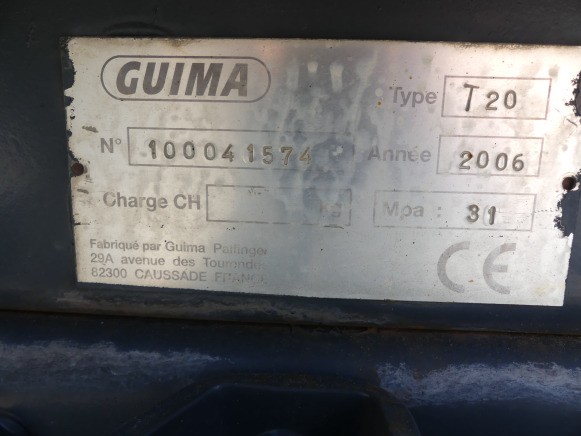 GUIMA
Type T20
N° 100041574 Année 2006
Charge CH kg Mpa : 31
Fabriqué par Guima Palfinger
29A avenue des
82300 CAUSSADE FRANCE
CE